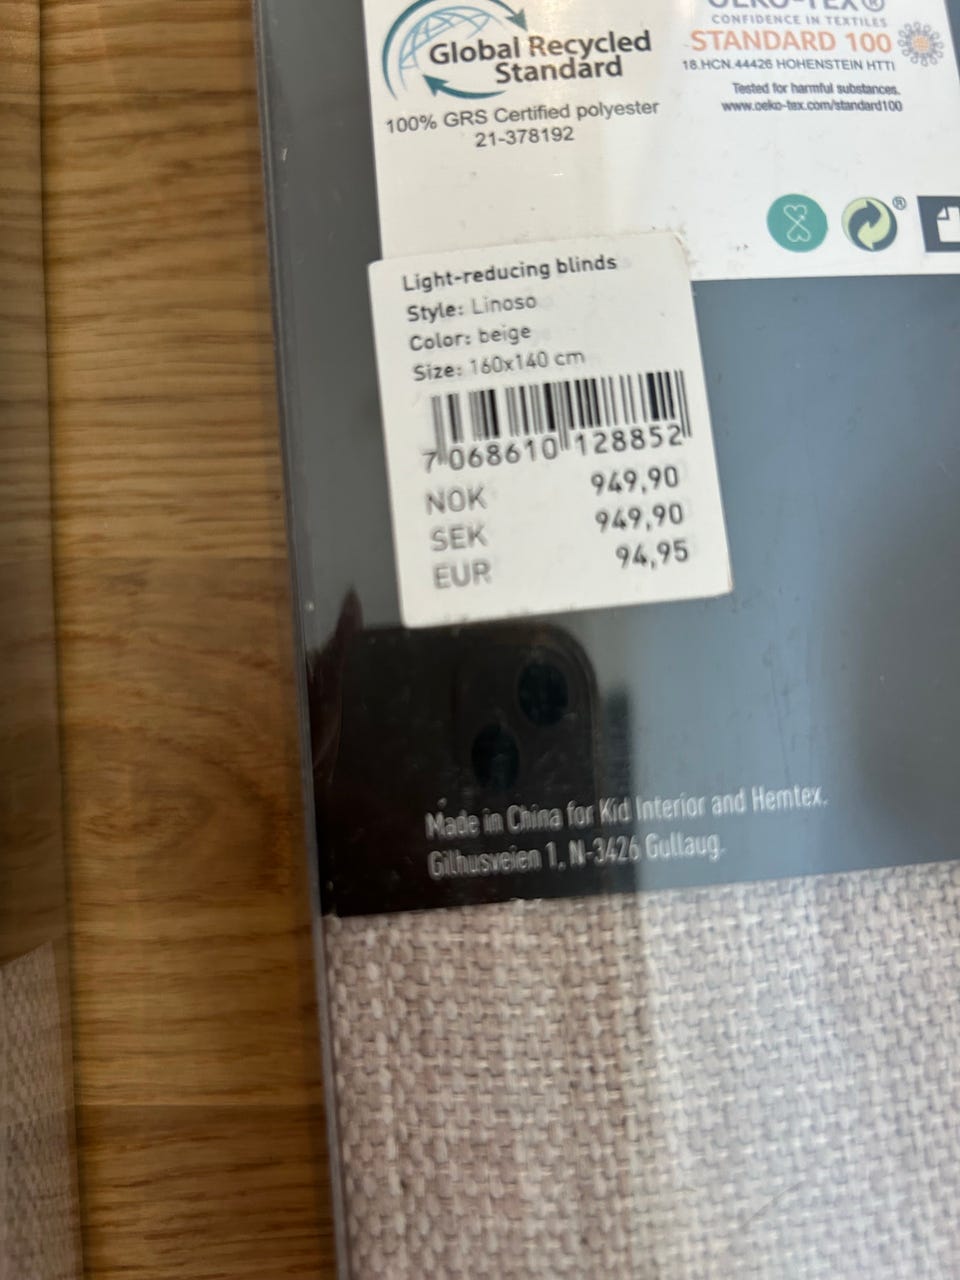 Global Recycled
Standard
100% GRS Certified polyester
21-378192
OEKO-TEX®
CONFIDENCE IN TEXTILES
STANDARD 100
18.HCN.44426 HOHENSTEIN HTTI
Tested for harmful substances.
www.oeko-tex.com/standard100
®
Light-reducing blinds
Style: Linoso
Color: beige
Size: 160x140 cm
7 068610 128852
NOK 949,90
SEK 949,90
EUR 94,95
Made in China for Kid Interior and Hemtex.
Gilhusveien 1, N-3426 Gullaug.